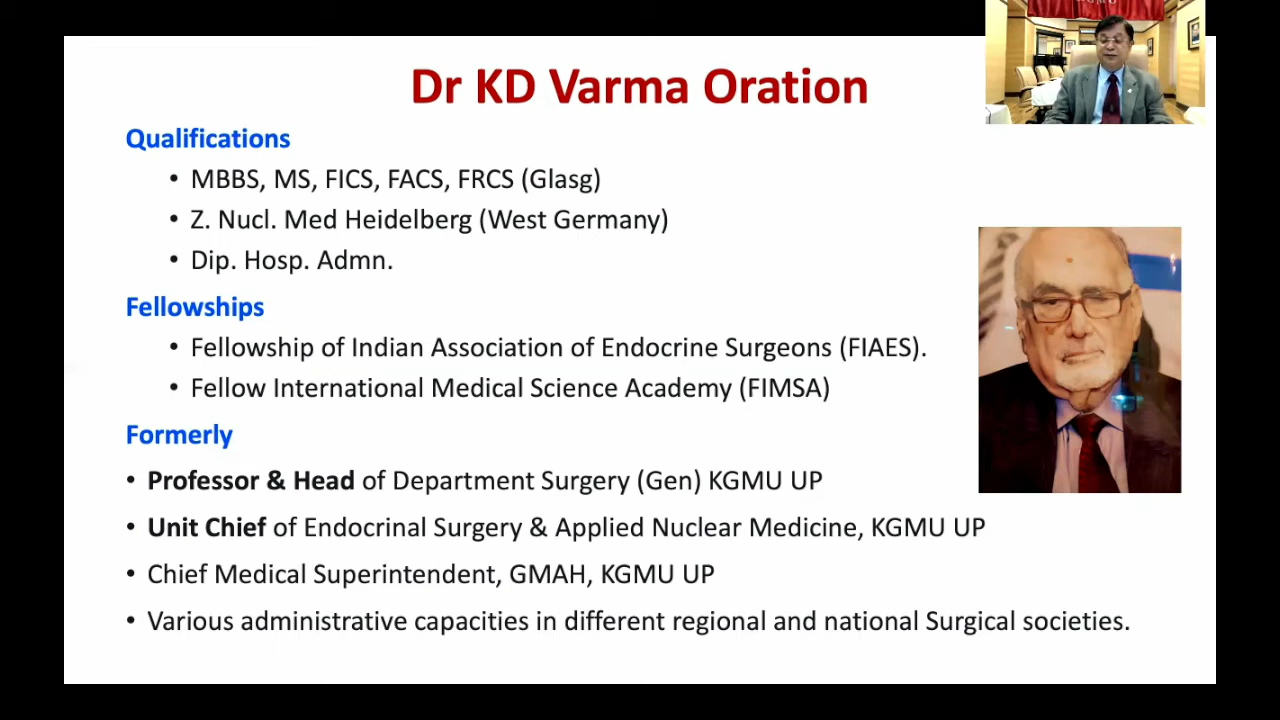 Dr KD Varma Oration
Qualifications
• MBBS, MS, FICS, FACS, FRCS (Glasg)
• Z. Nucl. Med Heidelberg (West Germany)
• Dip. Hosp. Admn.
Fellowships
• Fellowship of Indian Association of Endocrine Surgeons (FIAES).
• Fellow International Medical Science Academy (FIMSA)
Formerly
• Professor & Head of Department Surgery (Gen) KGMU UP
• Unit Chief of Endocrinal Surgery & Applied Nuclear Medicine, KGMU UP
• Chief Medical Superintendent, GMAH, KGMU UP
• Various administrative capacities in different regional and national Surgical societies.